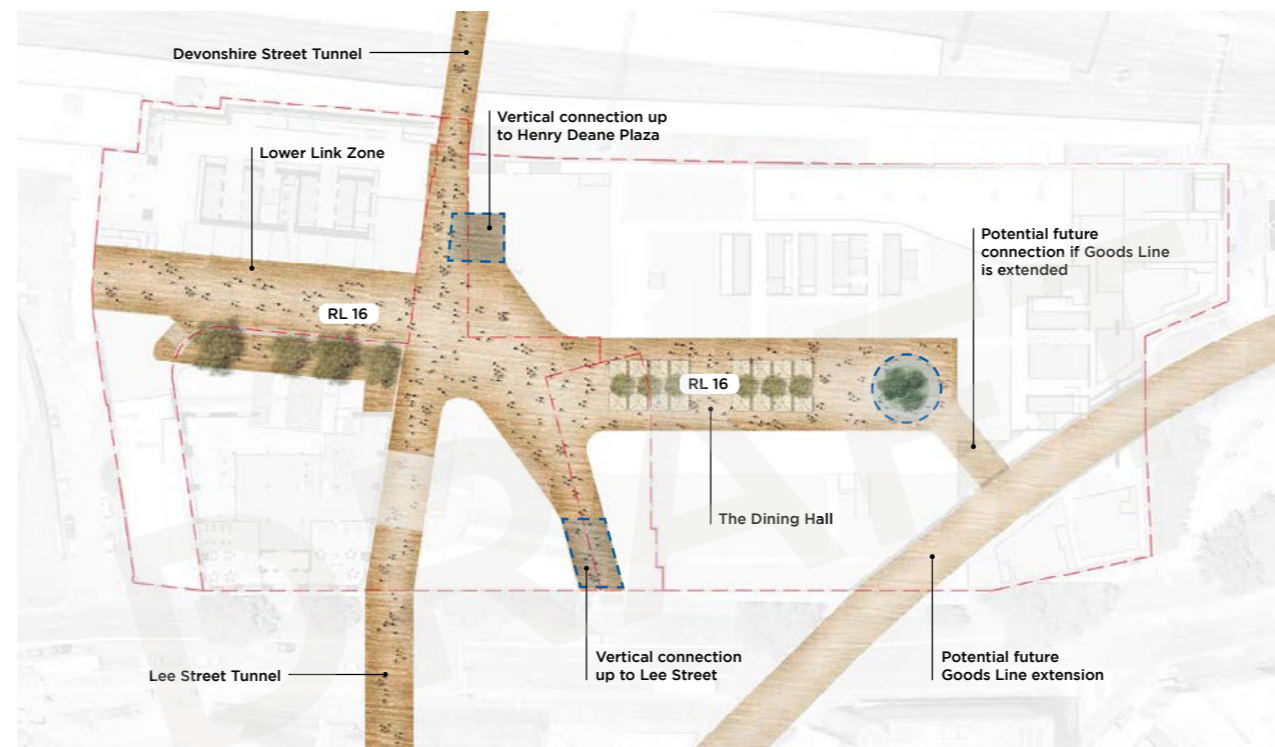 Devonshire Street Tunnel
Vertical connection up
to Henry Deane Plaza
Lower Link Zone
Potential future
connection if Goods Line
is extended
RL 16
RL 16
The Dining Hall
Lee Street Tunnel
Vertical connection
up to Lee Street
Potential future
Goods Line extension
DRAFT